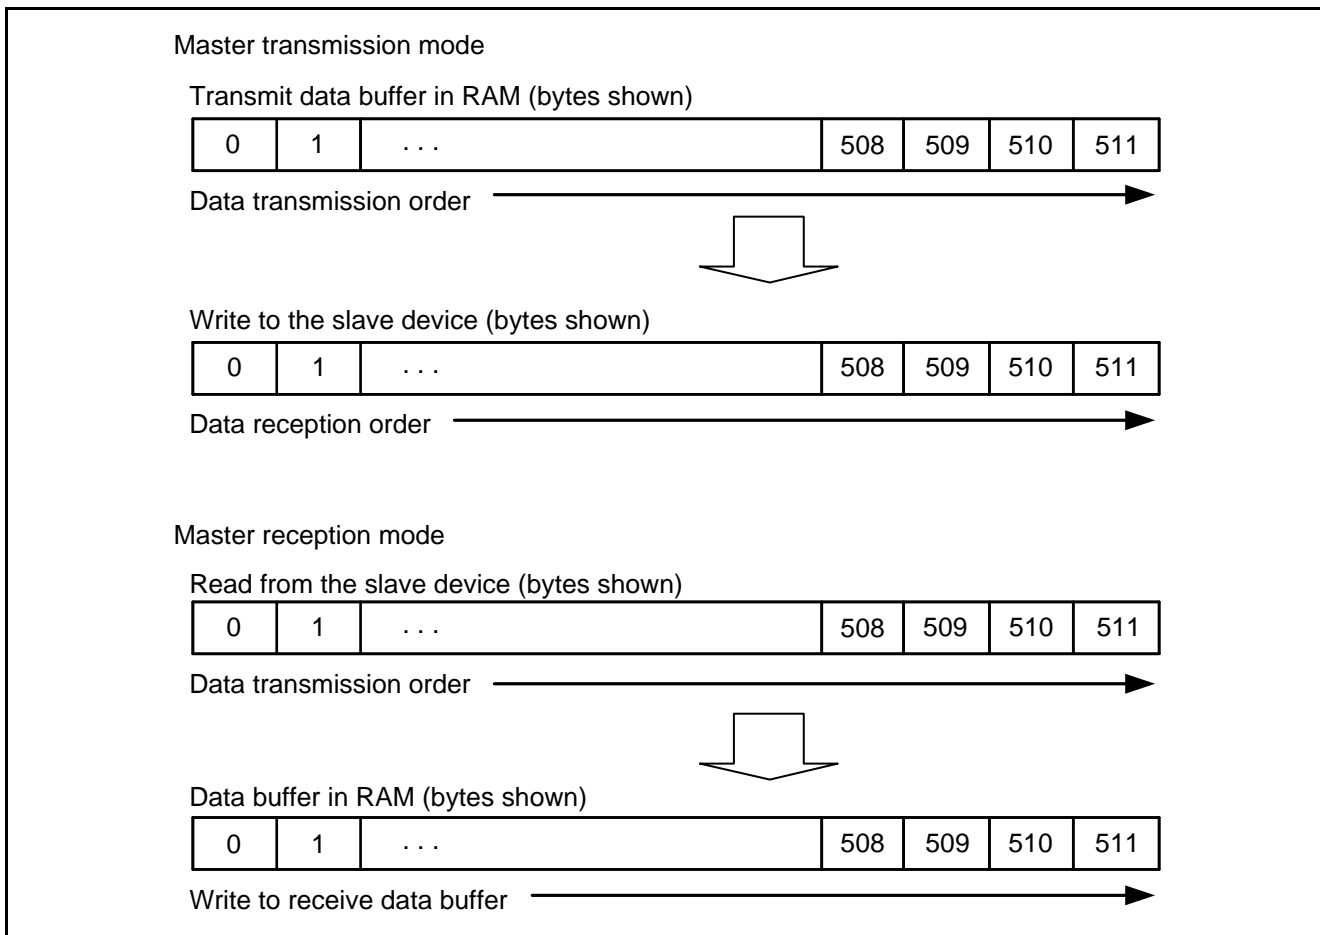 Master transmission mode
Transmit data buffer in RAM (bytes shown)
0 1 . . . 508 509 510 511
Data transmission order
Write to the slave device (bytes shown)
0 1 . . . 508 509 510 511
Data reception order
Master reception mode
Read from the slave device (bytes shown)
0 1 . . . 508 509 510 511
Data transmission order
Data buffer in RAM (bytes shown)
0 1 . . . 508 509 510 511
Write to receive data buffer